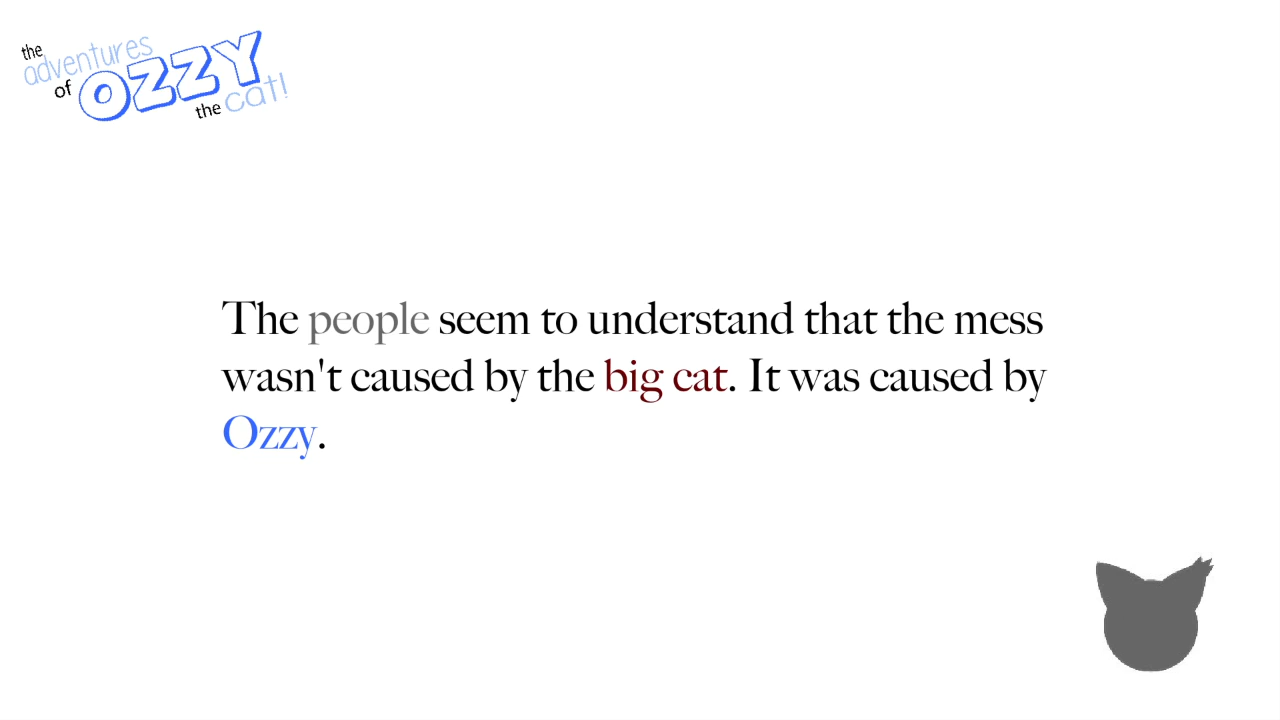 the
adventures
of OZZY
the cat!
The people seem to understand that the mess
wasn't caused by the big cat. It was caused by
Ozzy.